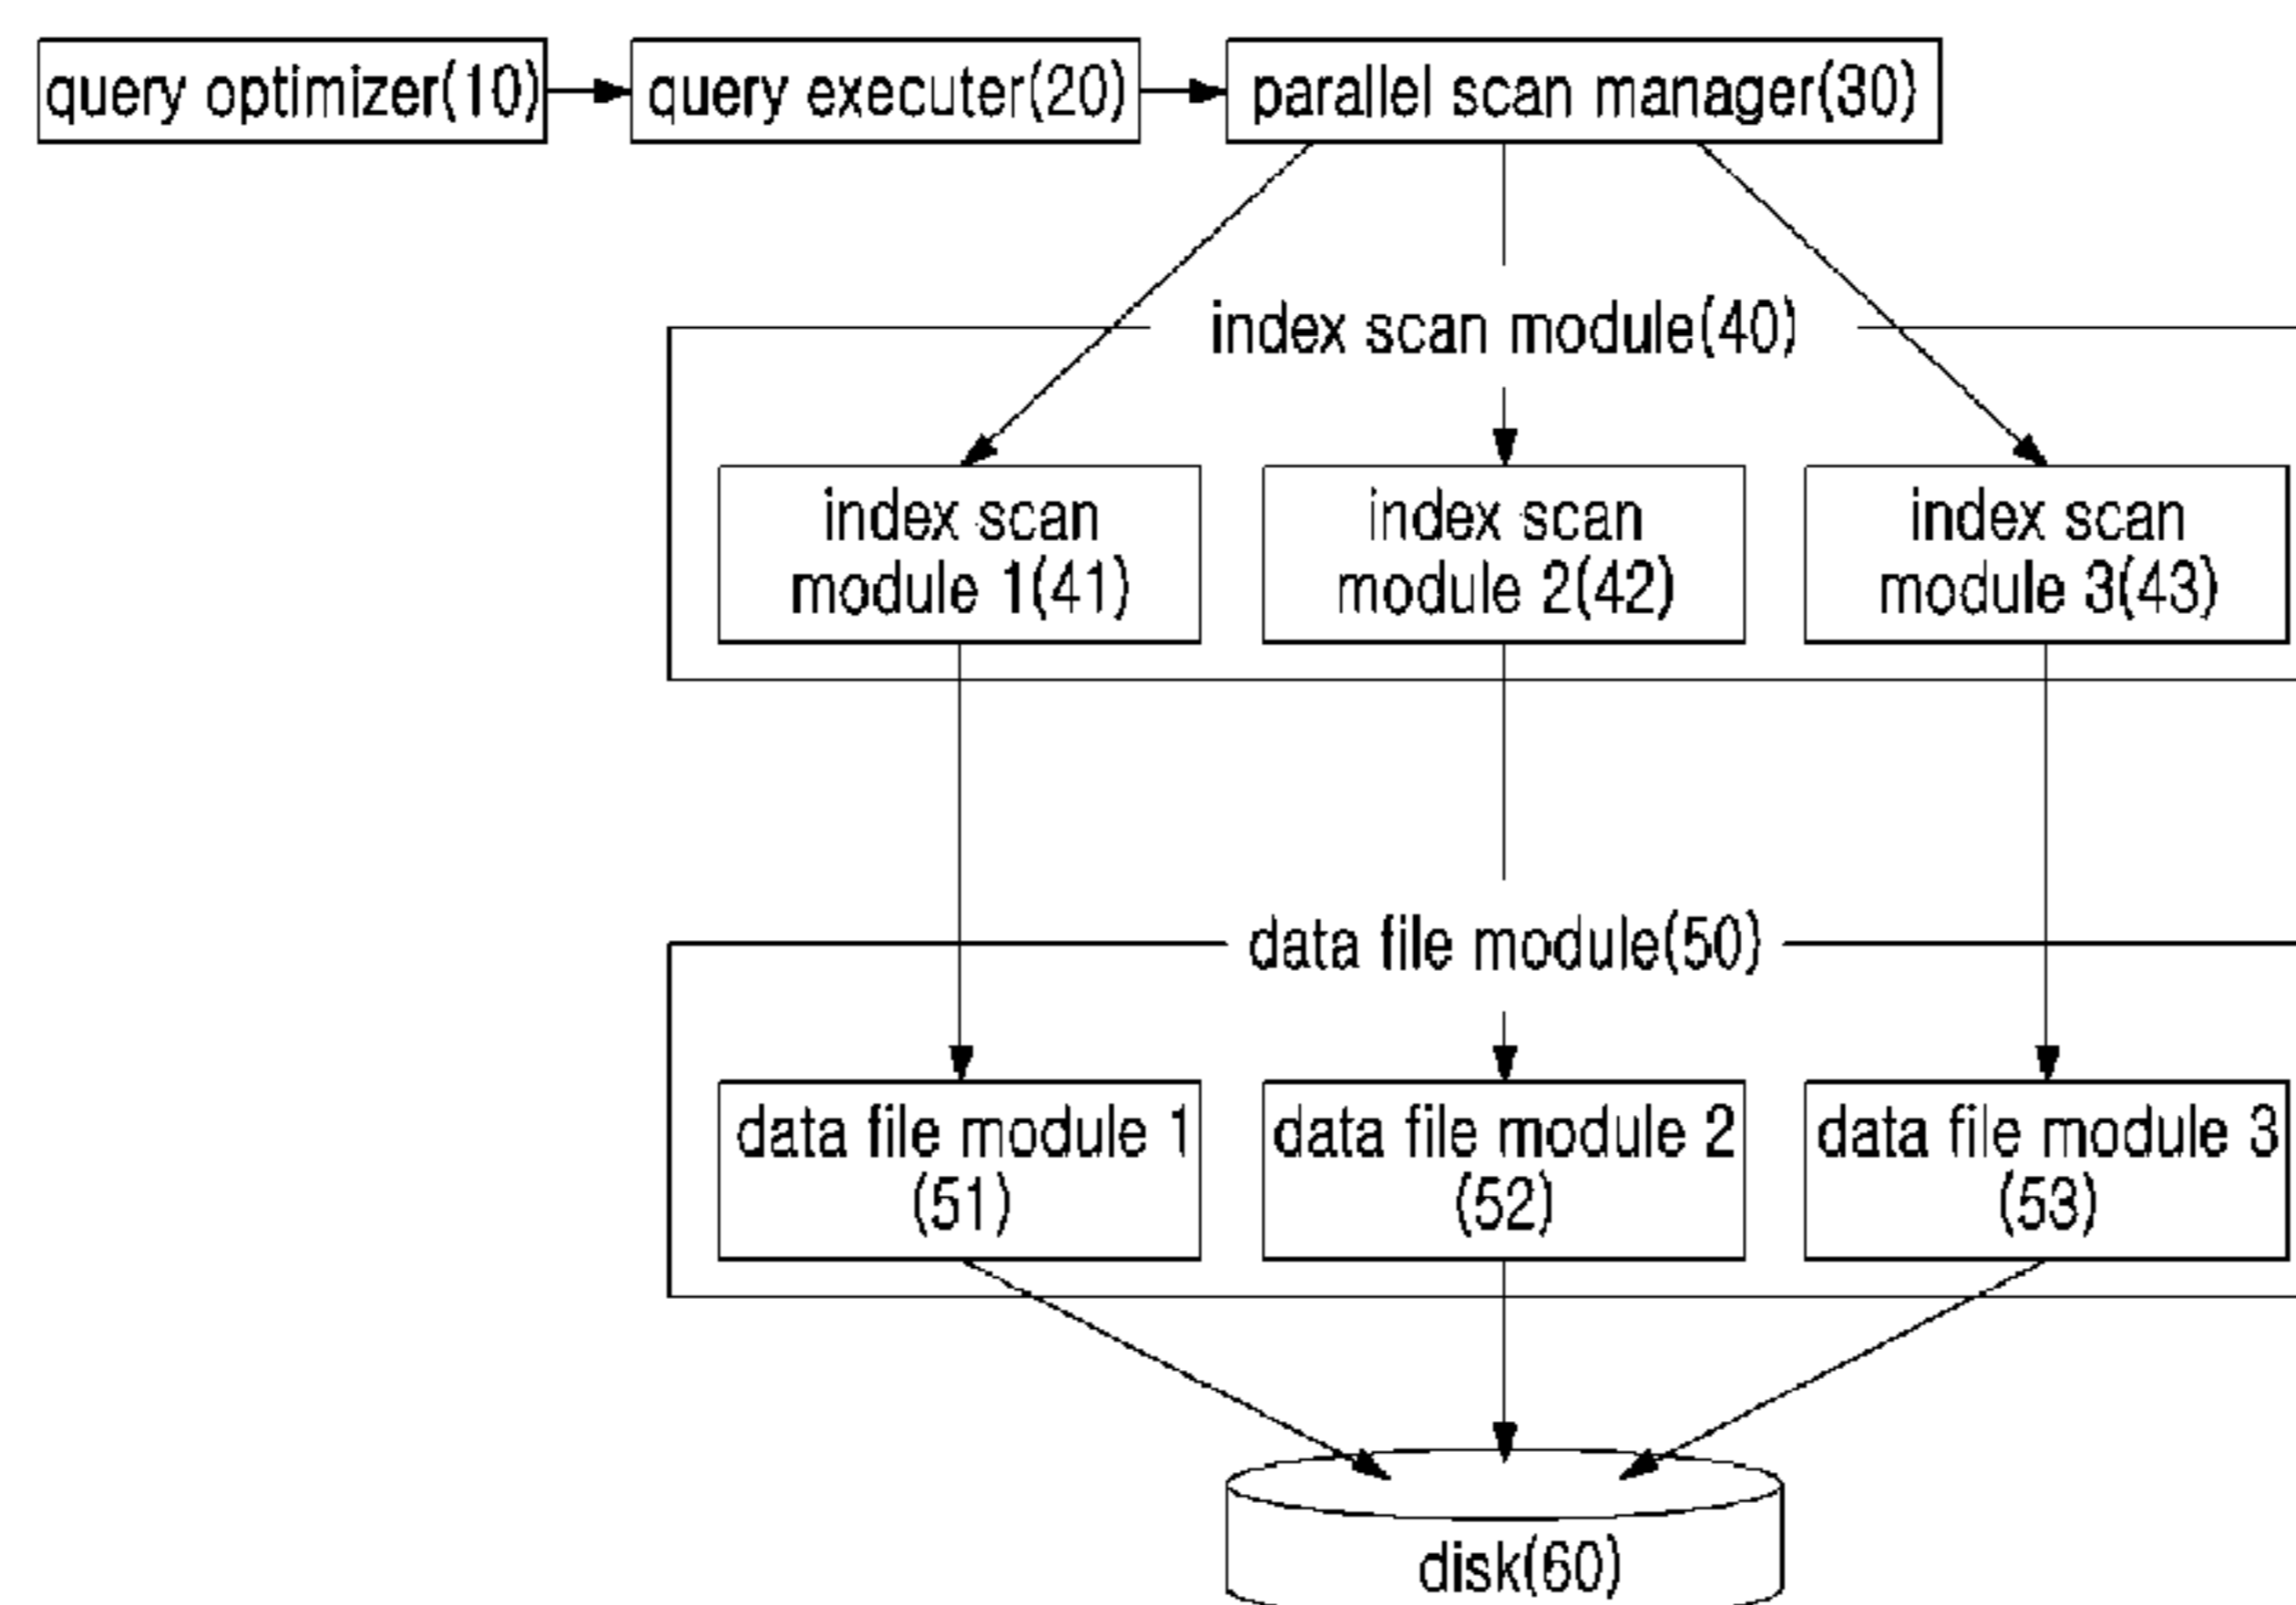 query optimizer(10)
query executer(20)
parallel scan manager(30)
index scan module(40)
index scan
module 1(41)
index scan
module 2(42)
index scan
module 3(43)
data file module(50)
data file module 1
(51)
data file module 2
(52)
data file module 3
(53)
disk(60)